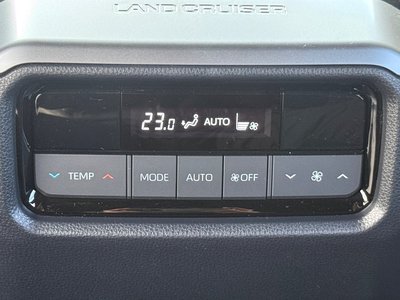 LAND CRUISER
23.0 AUTO
TEMP MODE AUTO OFF